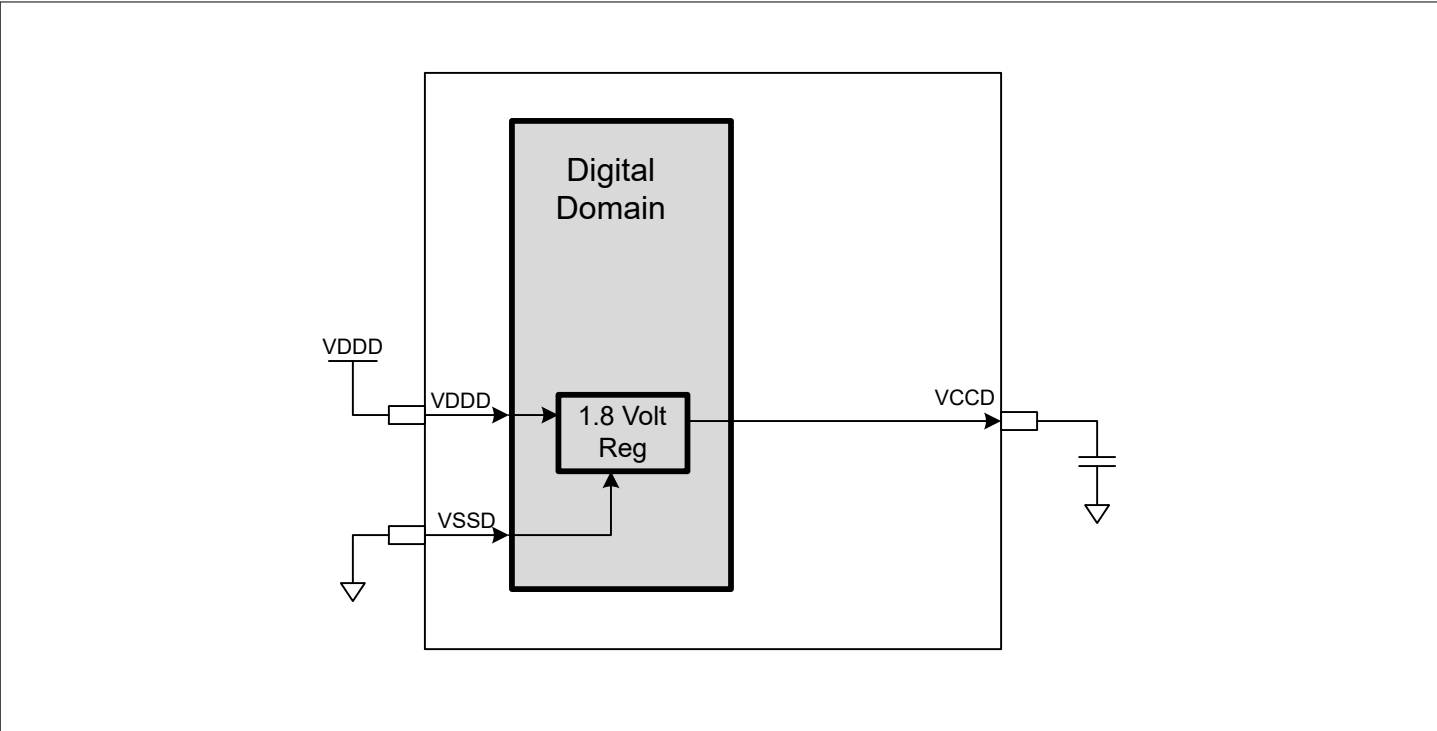 Digital
Domain
VDDD
VDDD
1.8 Volt
Reg
VCCD
VSSD